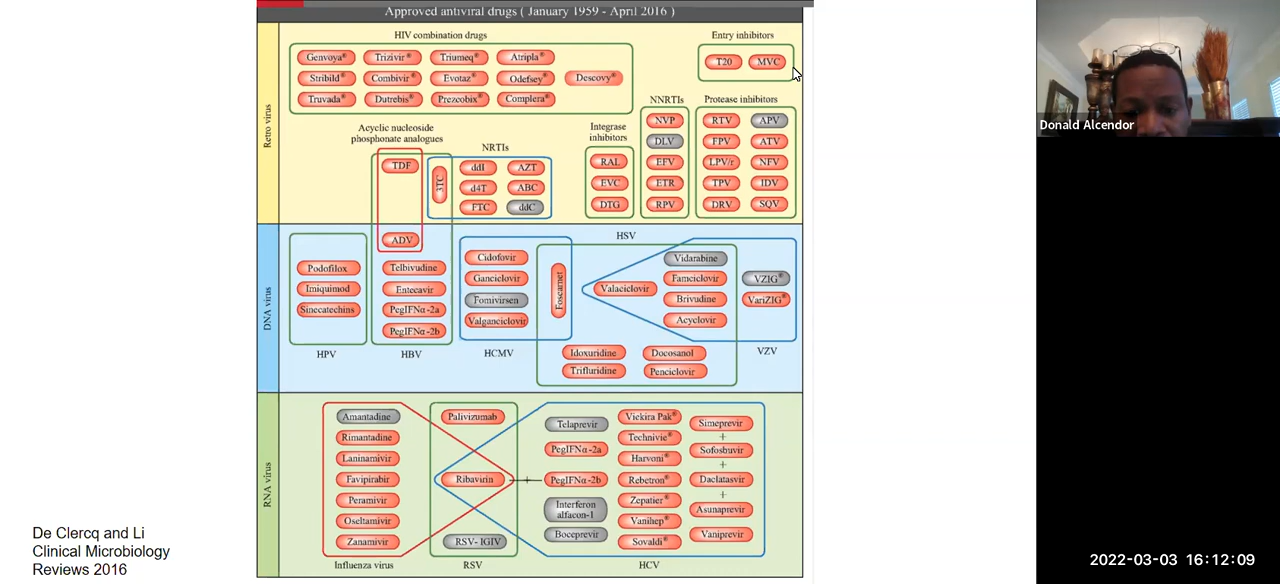 Approved antiviral drugs ( January 1959 - April 2016 )
Retro virus
HIV combination drugs
Genvoya® Trizivir® Triumeq® Atripla®
Stribild® Combivir® Evotaz® Odefsey® Descovy®
Truvada® Dutrebis® Prezcobix® Complera®
Entry inhibitors
T20 MVC
Acyclic nucleoside
phosphonate analogues
TDF
ADV
3TC
NRTIs
ddI AZT
d4T ABC
FTC ddC
Integrase
inhibitors
RAL
EVC
DTG
NNRTIs
NVP
DLV
EFV
ETR
RPV
Protease inhibitors
RTV APV
FPV ATV
LPV/r NFV
TPV IDV
DRV SQV
DNA virus
Podofilox
Imiquimod
Sinecatechins
HPV
Telbivudine
Entecavir
PegIFNα-2a
PegIFNα-2b
HBV
Cidofovir
Ganciclovir
Fomivirsen
Valganciclovir
HCMV
Foscarnet
HSV
Valaciclovir
Vidarabine
Famciclovir
Brivudine
Acyclovir
Idoxuridine Docosanol
Trifluridine Penciclovir
VZIG®
VariZIG®
VZV
RNA virus
Amantadine
Rimantadine
Laninamivir
Favipirabir
Peramivir
Oseltamivir
Zanamivir
Influenza virus
Palivizumab
Ribavirin
RSV- IGIV
RSV
+
Telaprevir
PegIFNα-2a
PegIFNα-2b
Interferon
alfacon-1
Boceprevir
Viekira Pak®
Technivie®
Harvoni®
Rebetron®
Zepatier®
Vanihep®
Sovaldi®
Simeprevir
+
Sofosbuvir
+
Daclatasvir
+
Asunaprevir
Vaniprevir
HCV
De Clercq and Li
Clinical Microbiology
Reviews 2016
Donald Alcendor
2022-03-03 16:12:09